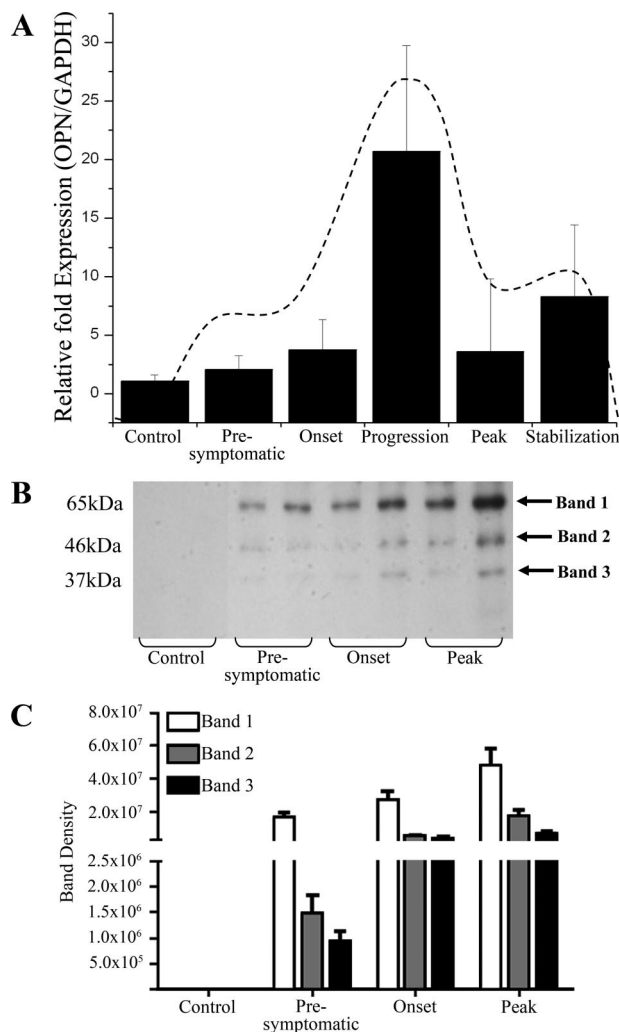 A
Relative fold Expression (OPN/GAPDH)
30
25
20
15
10
5
0
Control
Pre-
symptomatic
Onset
Progression
Peak
Stabilization
B
65kDa
46kDa
37kDa
Band 1
Band 2
Band 3
Control
Pre-
symptomatic
Onset
Peak
C
Band Density
8.0x10⁷
6.0x10⁷
4.0x10⁷
2.0x10⁷
2.5x10⁶
2.0x10⁶
1.5x10⁶
1.0x10⁶
5.0x10⁵
Band 1
Band 2
Band 3
Control
Pre-
symptomatic
Onset
Peak